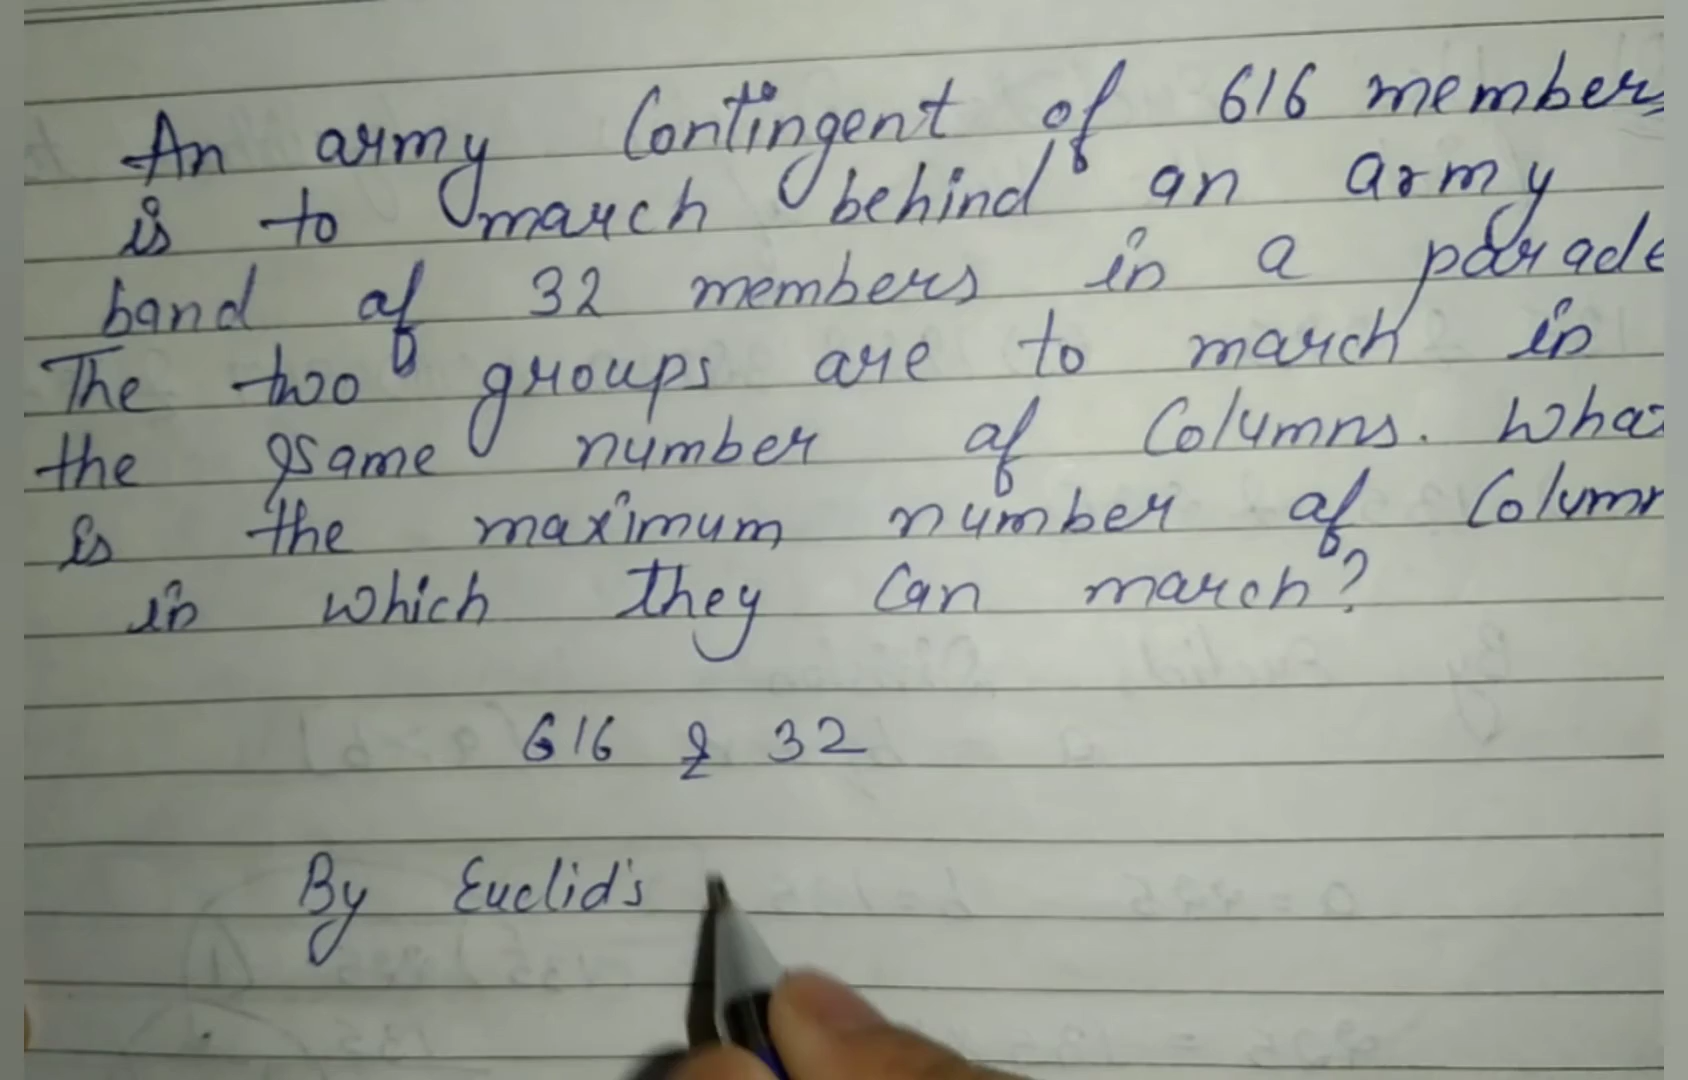 An army Contingent of 616 members
is to march behind an army
band of 32 members in a parade
The two groups are to march in
the same number of Columns. What
is the maximum number of Column
in which they can march?
616 & 32
By Euclid's